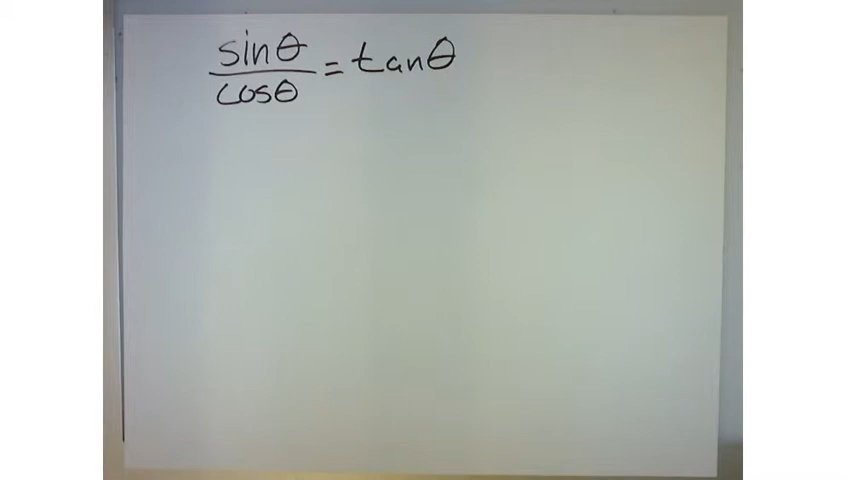 sinθ
cosθ = tanθ